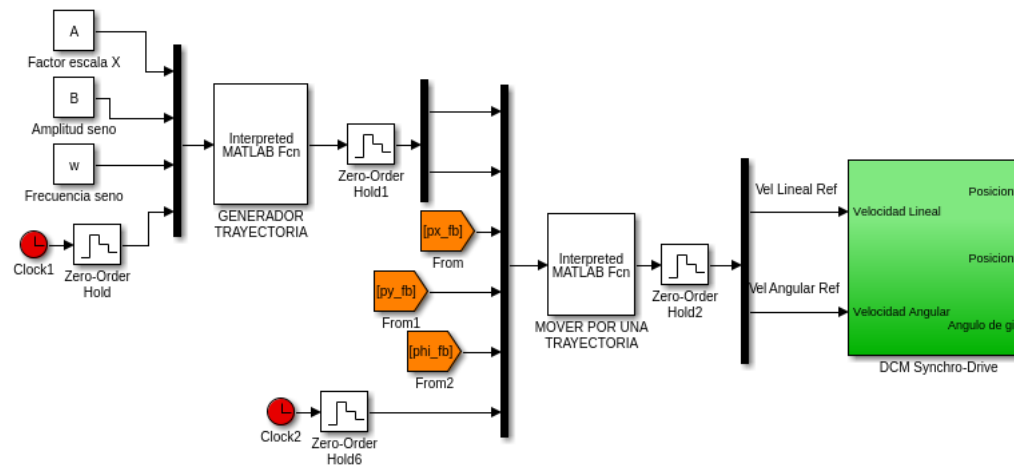 A
Factor escala X
B
Amplitud seno
w
Frecuencia seno
Clock1
Zero-Order
Hold
Interpreted
MATLAB Fcn
GENERADOR
TRAYECTORIA
Zero-Order
Hold1
[px_fb]
From
[py_fb]
From1
[phi_fb]
From2
Clock2
Zero-Order
Hold6
Interpreted
MATLAB Fcn
MOVER POR UNA
TRAYECTORIA
Zero-Order
Hold2
Vel Lineal Ref
Vel Angular Ref
Velocidad Lineal
Velocidad Angular
Posicion
Posicion
Angulo de gi
DCM Synchro-Drive